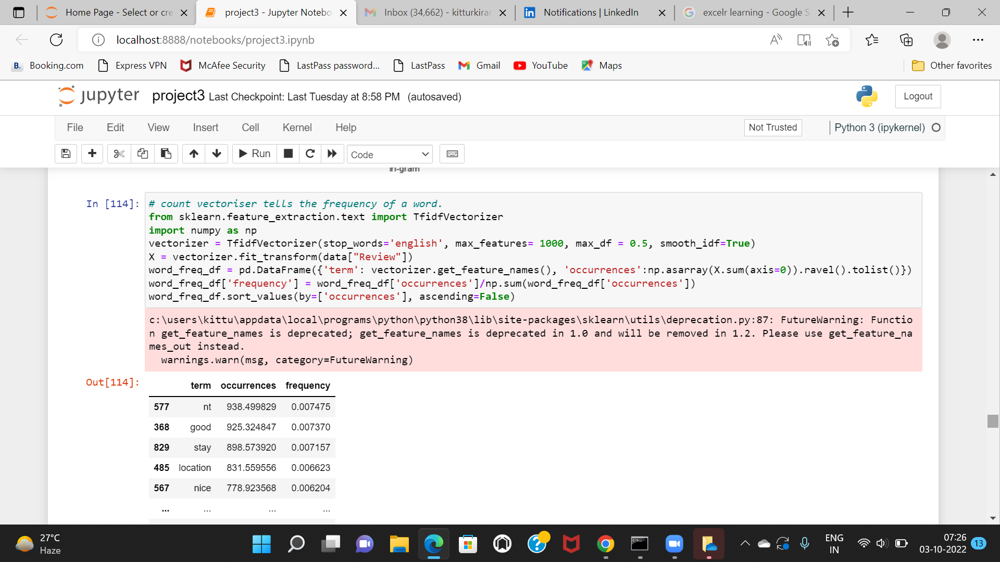 Home Page - Select or cre
project3 - Jupyter Notebo
Inbox (34,662) - kitturkirar
Notifications | LinkedIn
excelr learning - Google S
localhost:8888/notebooks/project3.ipynb
B. Booking.com
Express VPN
McAfee Security
LastPass password...
LastPass
Gmail
YouTube
Maps
Other favorites
jupyter project3 Last Checkpoint: Last Tuesday at 8:58 PM (autosaved)
Logout
File Edit View Insert Cell Kernel Help
Not Trusted
Python 3 (ipykernel)
Run
Code
In [114]:
# count vectoriser tells the frequency of a word.
from sklearn.feature_extraction.text import TfidfVectorizer
import numpy as np
vectorizer = TfidfVectorizer(stop_words='english', max_features= 1000, max_df = 0.5, smooth_idf=True)
X = vectorizer.fit_transform(data["Review"])
word_freq_df = pd.DataFrame({'term': vectorizer.get_feature_names(), 'occurrences':np.asarray(X.sum(axis=0)).ravel().tolist()})
word_freq_df['frequency'] = word_freq_df['occurrences']/np.sum(word_freq_df['occurrences'])
word_freq_df.sort_values(by=['occurrences'], ascending=False)
c:\users\kittu\appdata\local\programs\python\python38\lib\site-packages\sklearn\utils\deprecation.py:87: FutureWarning: Functio
n get_feature_names is deprecated; get_feature_names is deprecated in 1.0 and will be removed in 1.2. Please use get_feature_na
mes_out instead.
warnings.warn(msg, category=FutureWarning)
Out[114]:
term occurrences frequency
577 nt 938.499829 0.007475
368 good 925.324847 0.007370
829 stay 898.573920 0.007157
485 location 831.559556 0.006623
567 nice 778.923568 0.006204
... ... ... ...
27°C
Haze
ENG
IN
07:26
03-10-2022
13